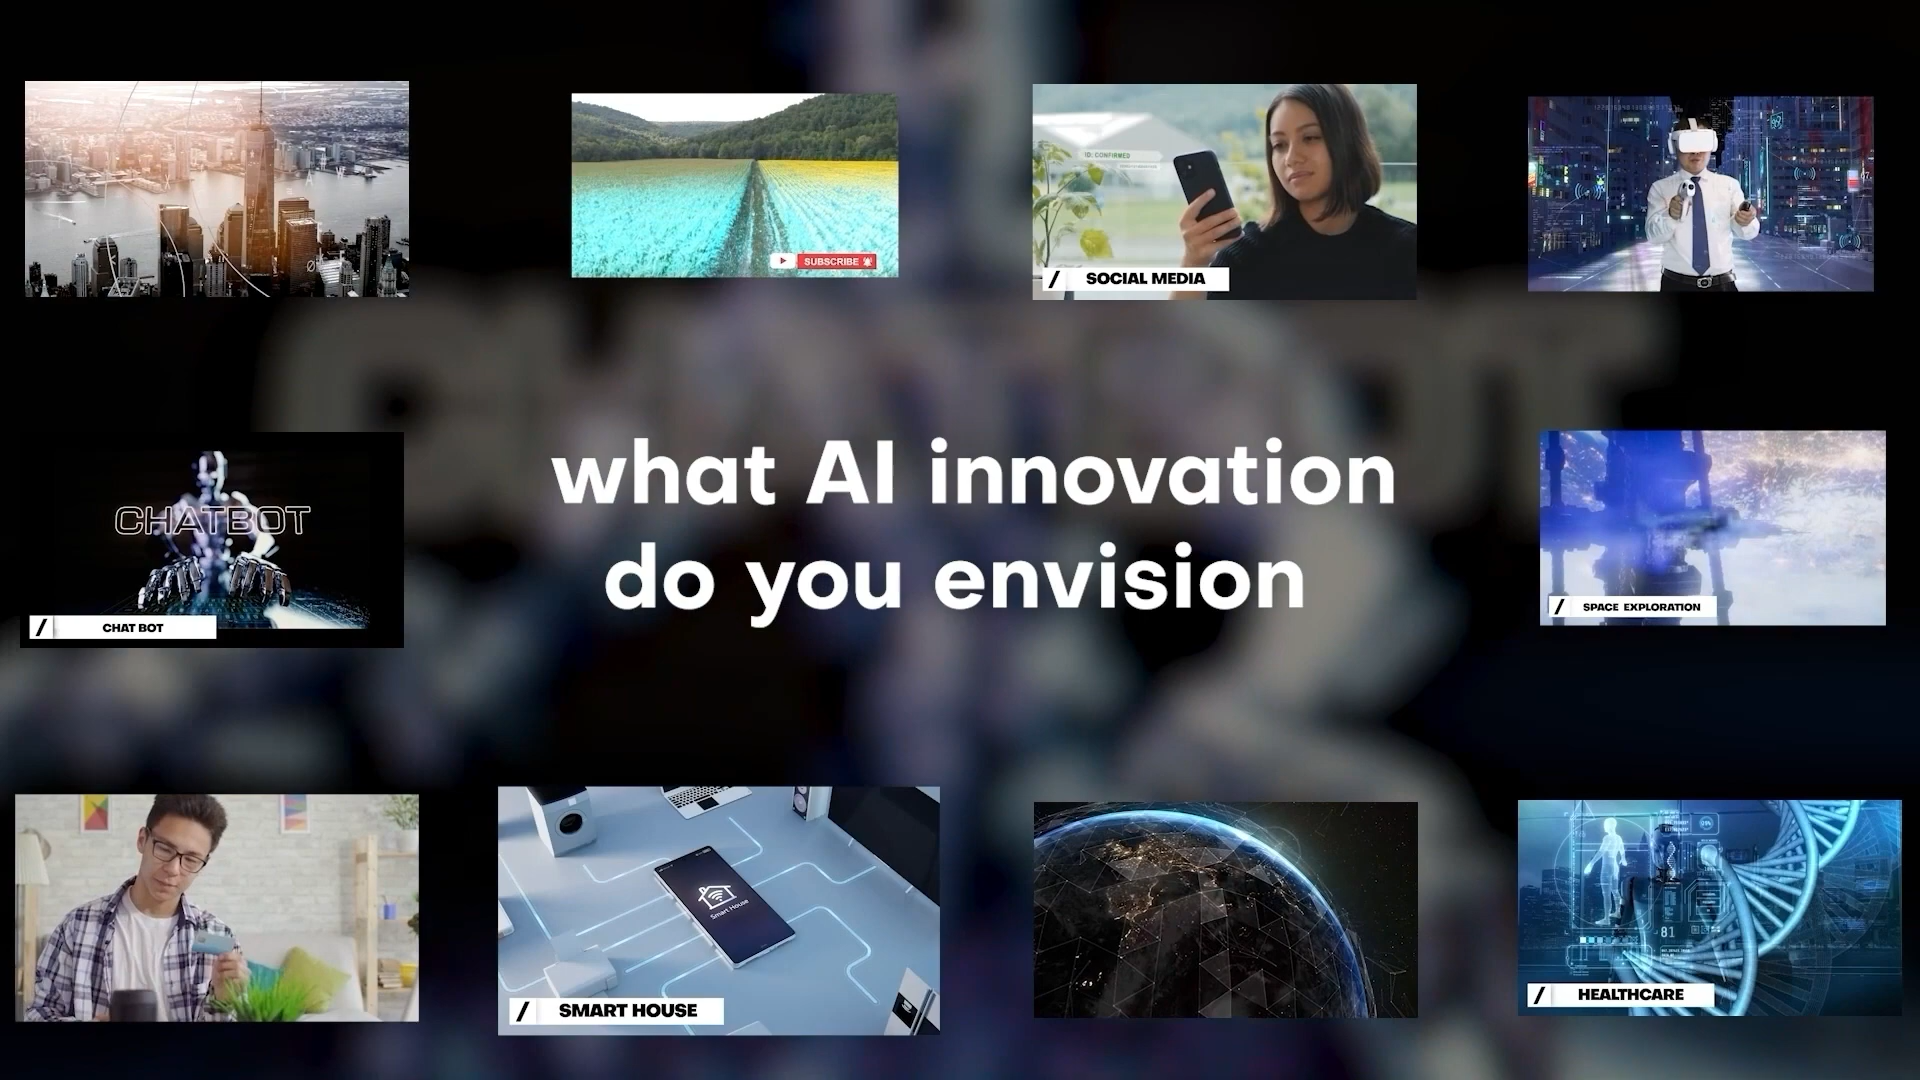 SUBSCRIBE
ID: CONFIRMED
/ SOCIAL MEDIA
what AI innovation
do you envision
CHATBOT
/ CHAT BOT
/ SPACE EXPLORATION
Smart House
/ SMART HOUSE
81
/ HEALTHCARE